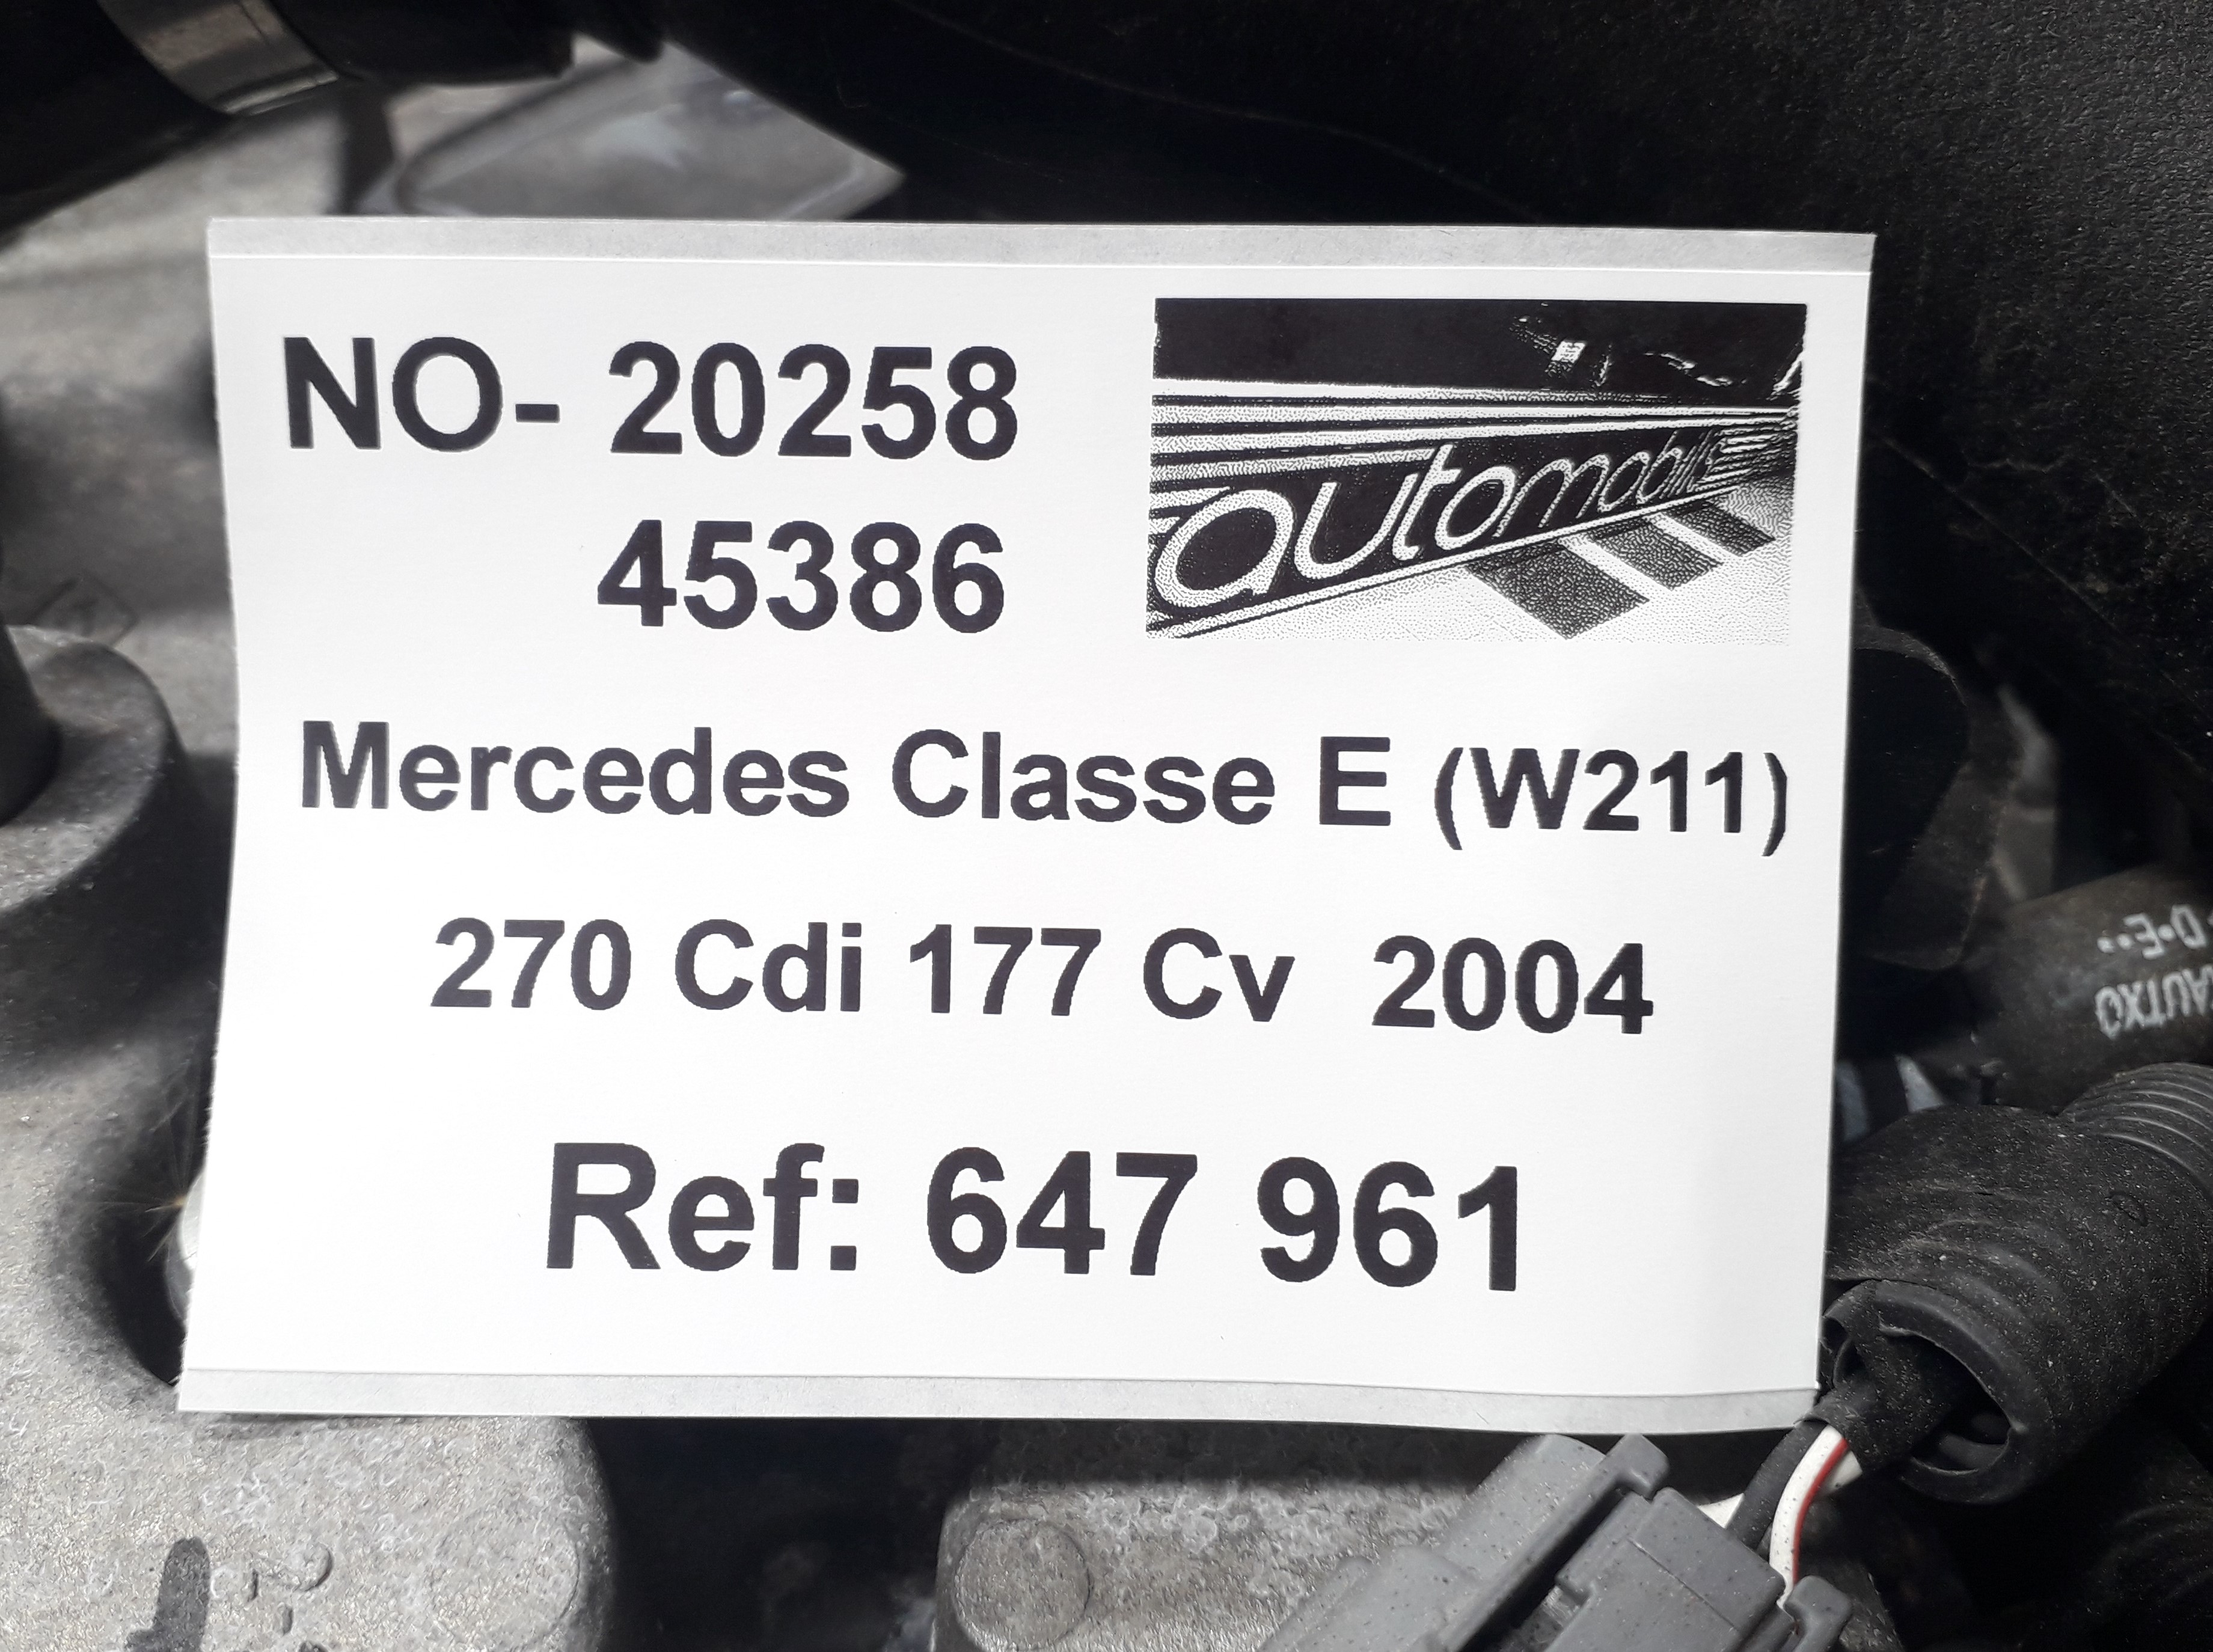 NO- 20258
45386
automobile
Mercedes Classe E (W211)
270 Cdi 177 Cv 2004
Ref: 647 961